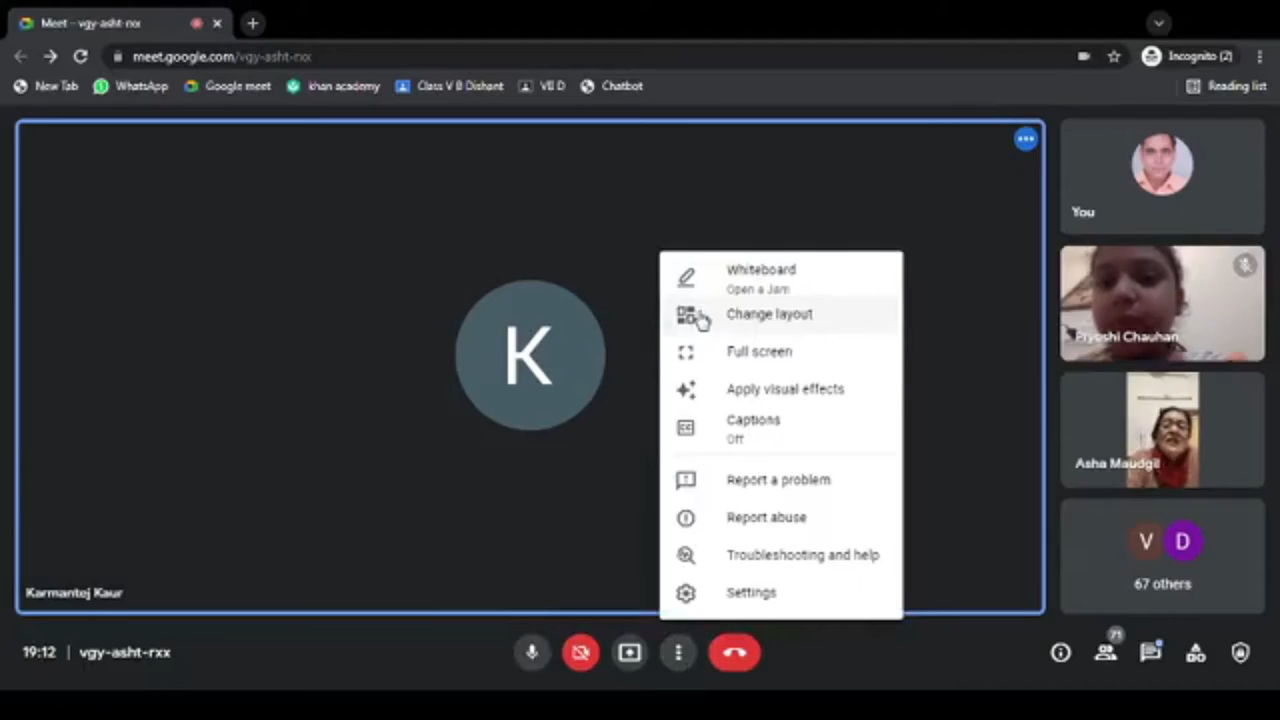 Meet - vgy-asht-rxx
meet.google.com/vgy-asht-rxx
Incognito (2)
New Tab
WhatsApp
Google meet
khan academy
Class V B Dishant
VII D
Chatbot
Reading list
K
Karmantej Kaur
Whiteboard
Open a Jam
Change layout
Full screen
Apply visual effects
CC
Captions
Off
Report a problem
Report abuse
Troubleshooting and help
Settings
You
Pryoshi Chauhan
Asha Maudgil
V D
67 others
19:12 | vgy-asht-rxx
71